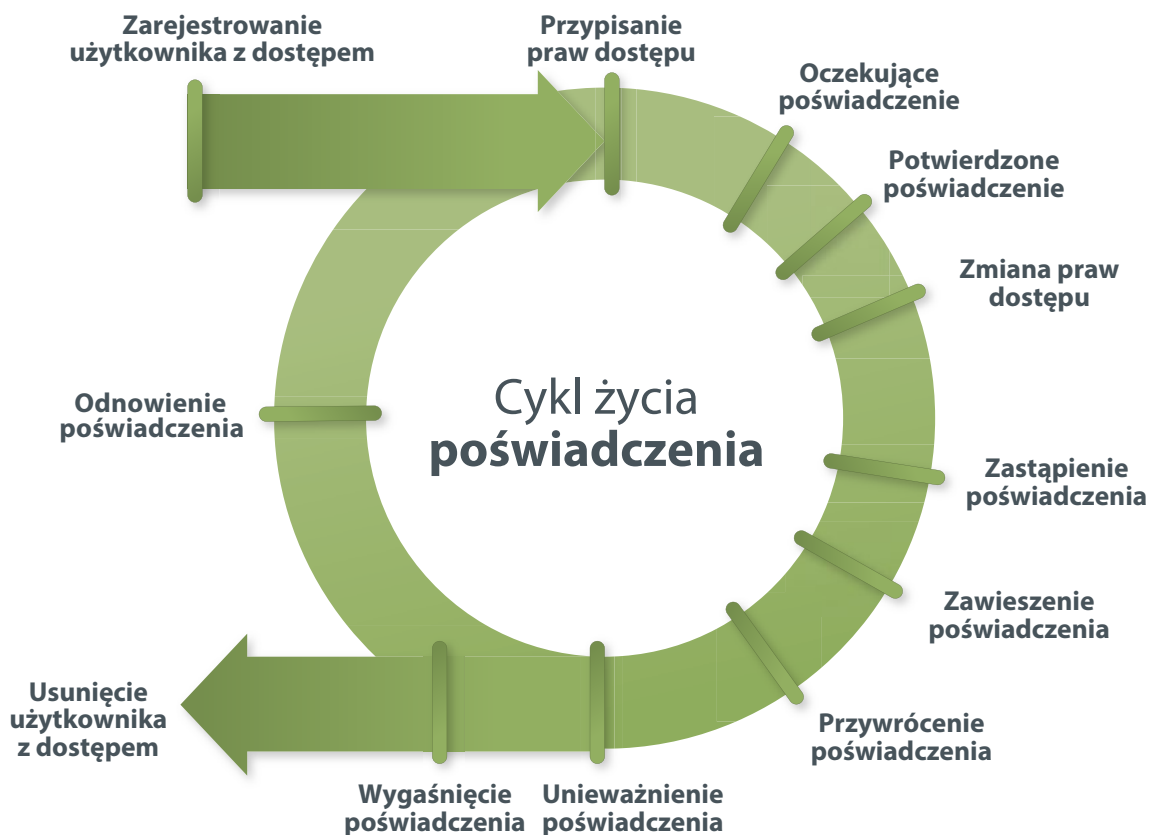 Zarejestrowanie
użytkownika z dostępem
Przypisanie
praw dostępu
Oczekujące
poświadczenie
Potwierdzone
poświadczenie
Zmiana praw
dostępu
Cykl życia
poświadczenia
Odnowienie
poświadczenia
Zastąpienie
poświadczenia
Zawieszenie
poświadczenia
Przywrócenie
poświadczenia
Usunięcie
użytkownika
z dostępem
Wygaśnięcie
poświadczenia
Unieważnienie
poświadczenia